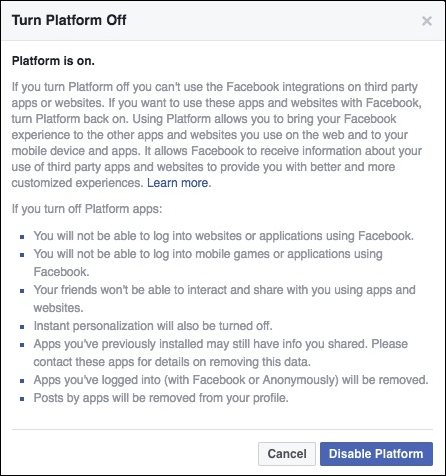 Turn Platform Off ×
Platform is on.
If you turn Platform off you can't use the Facebook integrations on third party
apps or websites. If you want to use these apps and websites with Facebook,
turn Platform back on. Using Platform allows you to bring your Facebook
experience to the other apps and websites you use on the web and to your
mobile device and apps. It allows Facebook to receive information about your
use of third party apps and websites to provide you with better and more
customized experiences. Learn more.
If you turn off Platform apps:
▪ You will not be able to log into websites or applications using Facebook.
▪ You will not be able to log into mobile games or applications using
Facebook.
▪ Your friends won't be able to interact and share with you using apps and
websites.
▪ Instant personalization will also be turned off.
▪ Apps you've previously installed may still have info you shared. Please
contact these apps for details on removing this data.
▪ Apps you've logged into (with Facebook or Anonymously) will be removed.
▪ Posts by apps will be removed from your profile.
Cancel Disable Platform